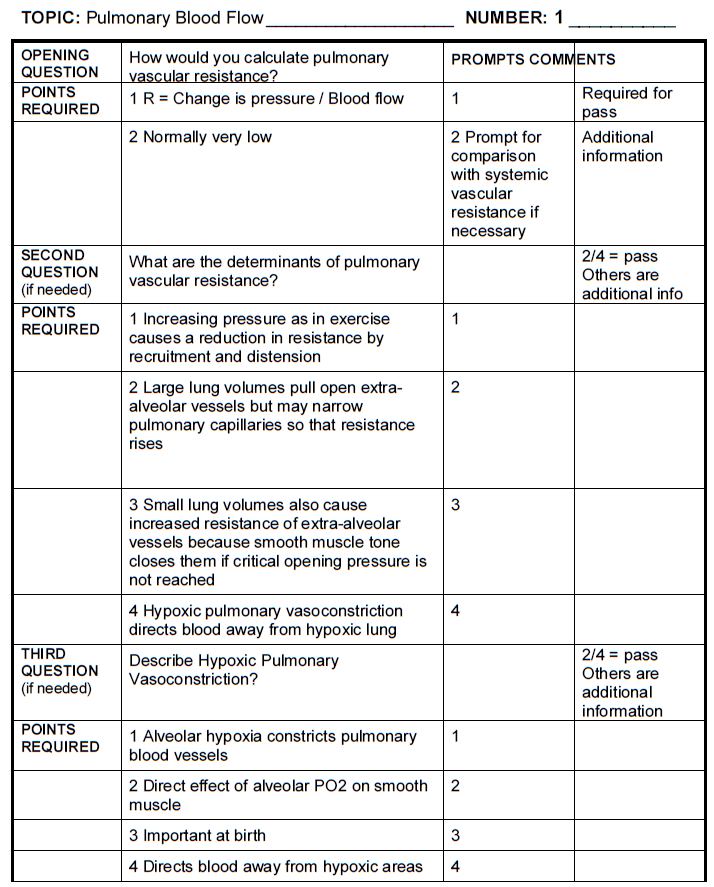 TOPIC: Pulmonary Blood Flow____________________ NUMBER: 1 ___________
OPENING QUESTION
How would you calculate pulmonary
vascular resistance?
PROMPTS COMMENTS
POINTS REQUIRED
1 R = Change is pressure / Blood flow
1
Required for
pass
2 Normally very low
2 Prompt for
comparison
with systemic
vascular
resistance if
necessary
Additional
information
SECOND
QUESTION
(if needed)
What are the determinants of pulmonary
vascular resistance?
2/4 = pass
Others are
additional info
POINTS
REQUIRED
1 Increasing pressure as in exercise
causes a reduction in resistance by
recruitment and distension
1
2 Large lung volumes pull open extra-
alveolar vessels but may narrow
pulmonary capillaries so that resistance
rises
2
3 Small lung volumes also cause
increased resistance of extra-alveolar
vessels because smooth muscle tone
closes them if critical opening pressure is
not reached
3
4 Hypoxic pulmonary vasoconstriction
directs blood away from hypoxic lung
4
THIRD
QUESTION
(if needed)
Describe Hypoxic Pulmonary
Vasoconstriction?
2/4 = pass
Others are
additional
information
POINTS
REQUIRED
1 Alveolar hypoxia constricts pulmonary
blood vessels
1
2 Direct effect of alveolar PO2 on smooth
muscle
2
3 Important at birth
3
4 Directs blood away from hypoxic areas
4